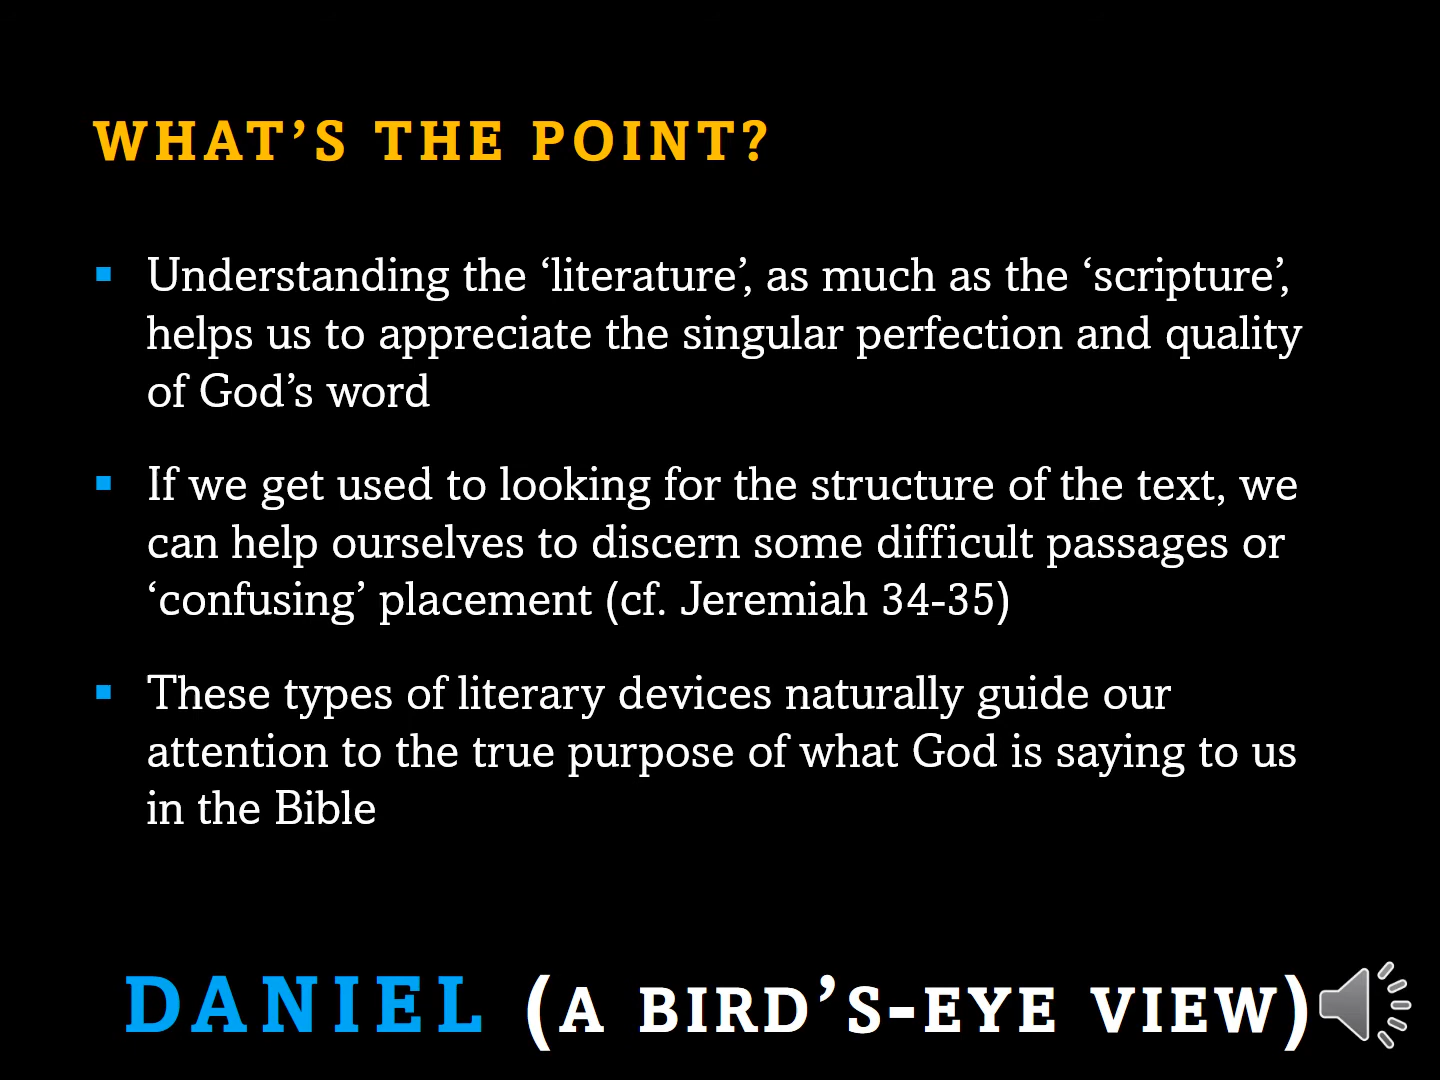 WHAT’S THE POINT?
▪ Understanding the ‘literature’, as much as the ‘scripture’,
helps us to appreciate the singular perfection and quality
of God’s word
▪ If we get used to looking for the structure of the text, we
can help ourselves to discern some difficult passages or
‘confusing’ placement (cf. Jeremiah 34-35)
▪ These types of literary devices naturally guide our
attention to the true purpose of what God is saying to us
in the Bible
DANIEL (A BIRD’S-EYE VIEW)